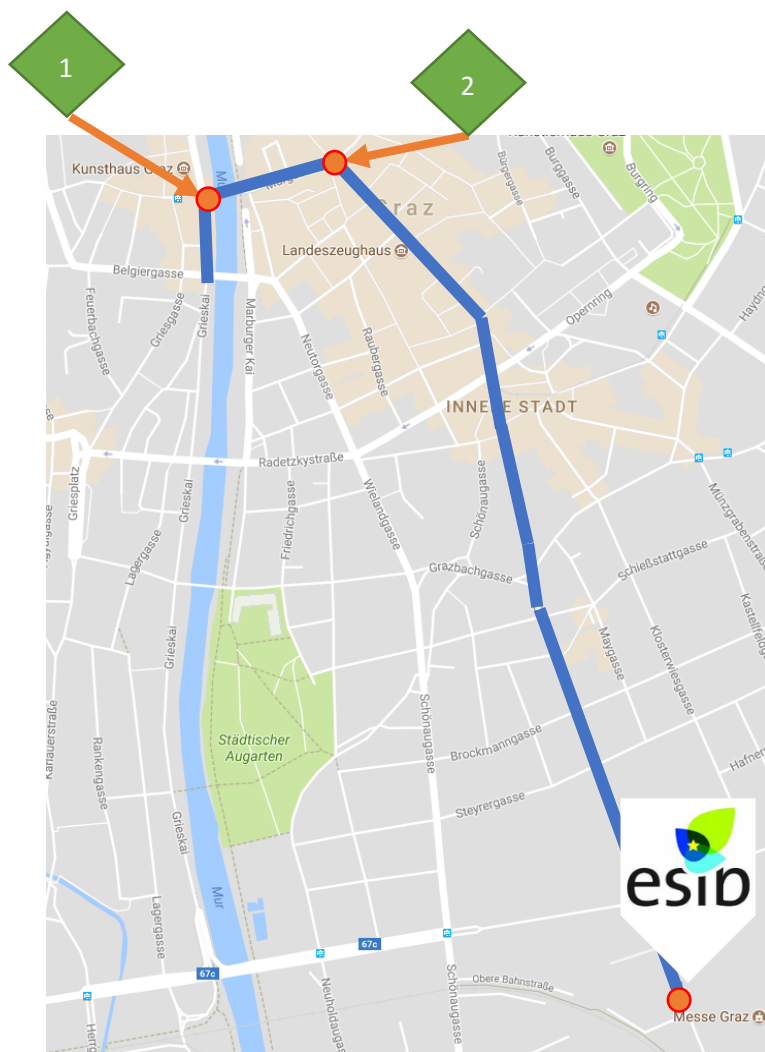 1
2
Kunsthaus Graz
Graz
Bürgergasse
Burggasse
Burgring
Landeszeughaus
Belgiergasse
Griesgasse
Grieskai
Marburger Kai
Feuerbachgasse
Neutorgasse
Raubergasse
Opernring
INNERE STADT
Radetzkystraße
Griesplatz
Grieskai
Friedrichgasse
Wielandgasse
Schönaugasse
Münzgrabenstraße
Lagergasse
Grazbachgasse
Schießstattgasse
Grieskai
Maygasse
Klosterwiesgasse
Städtischer
Augarten
Schönaugasse
Brockmanngasse
Steyrergasse
Karlauerstraße
Rankengasse
Grieskai
Mur
Lagergasse
esib
67c
67c
Schönaugasse
Obere Bahnstraße
Messe Graz